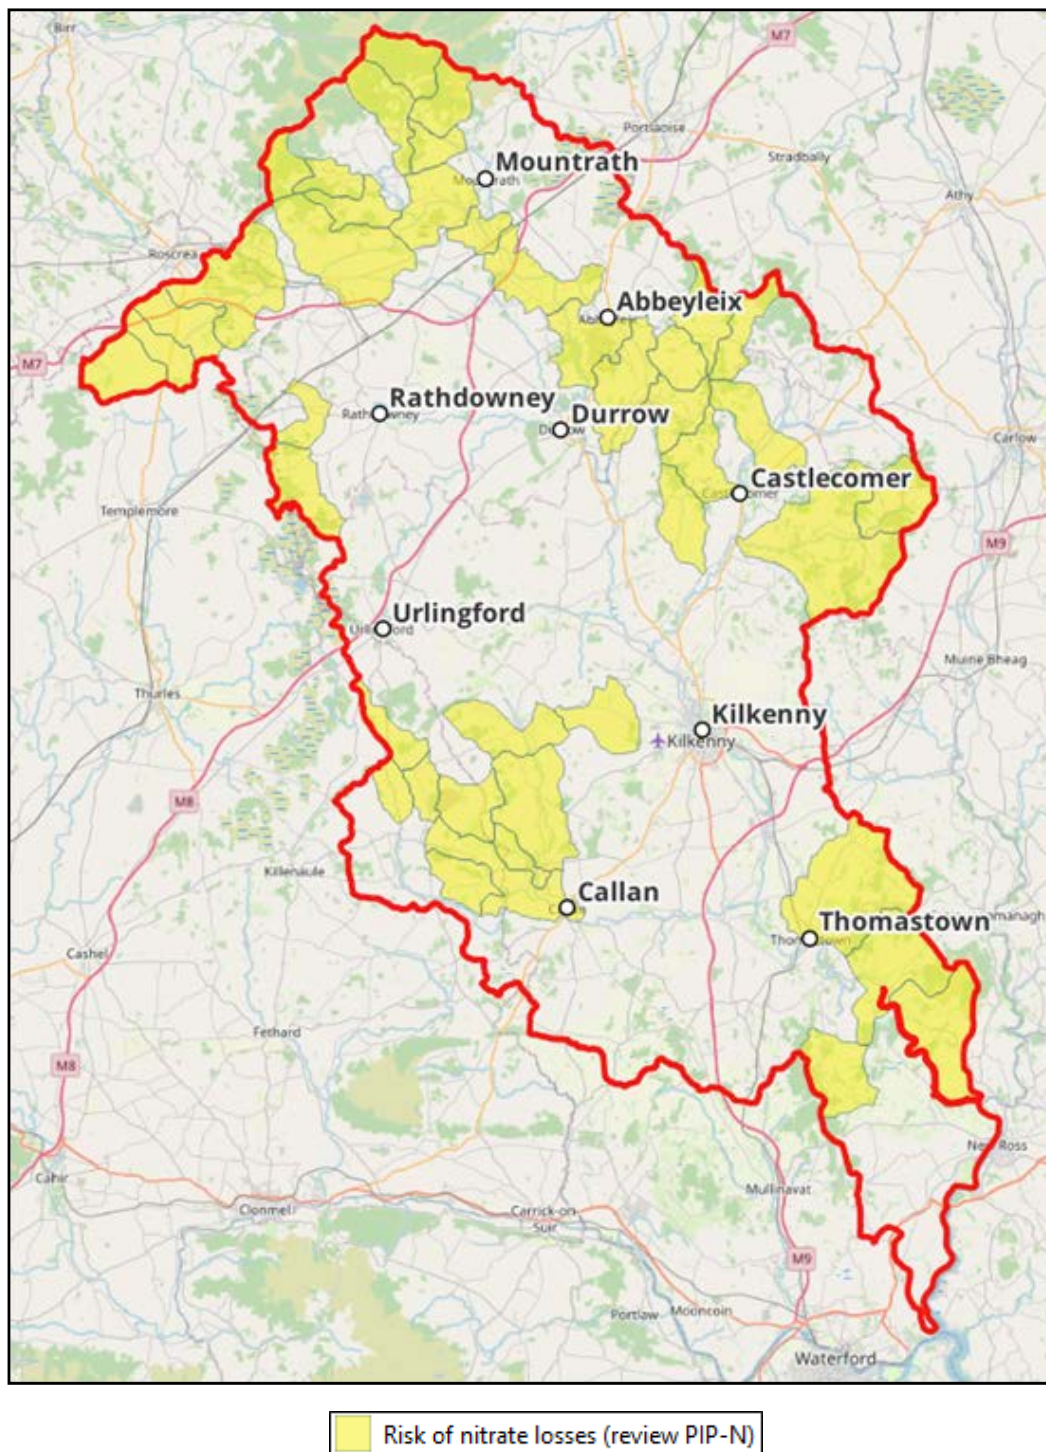 Birr
M7
Portlaoise
Mountrath
Stradbally
Athy
Roscrea
Abbeyleix
M7
Rathdowney
Durrow
Carlow
Castlecomer
Templemore
M9
Urlingford
Muine Bheag
Thurles
Kilkenny
Kilkenny
M8
Killenaule
Callan
Thomastown
Cashel
Fethard
M8
New Ross
Cahir
Mullinavat
Clonmel
Carrick-on-
Suir
M9
Portlaw
Mooncoin
Waterford
Risk of nitrate losses (review PIP-N)